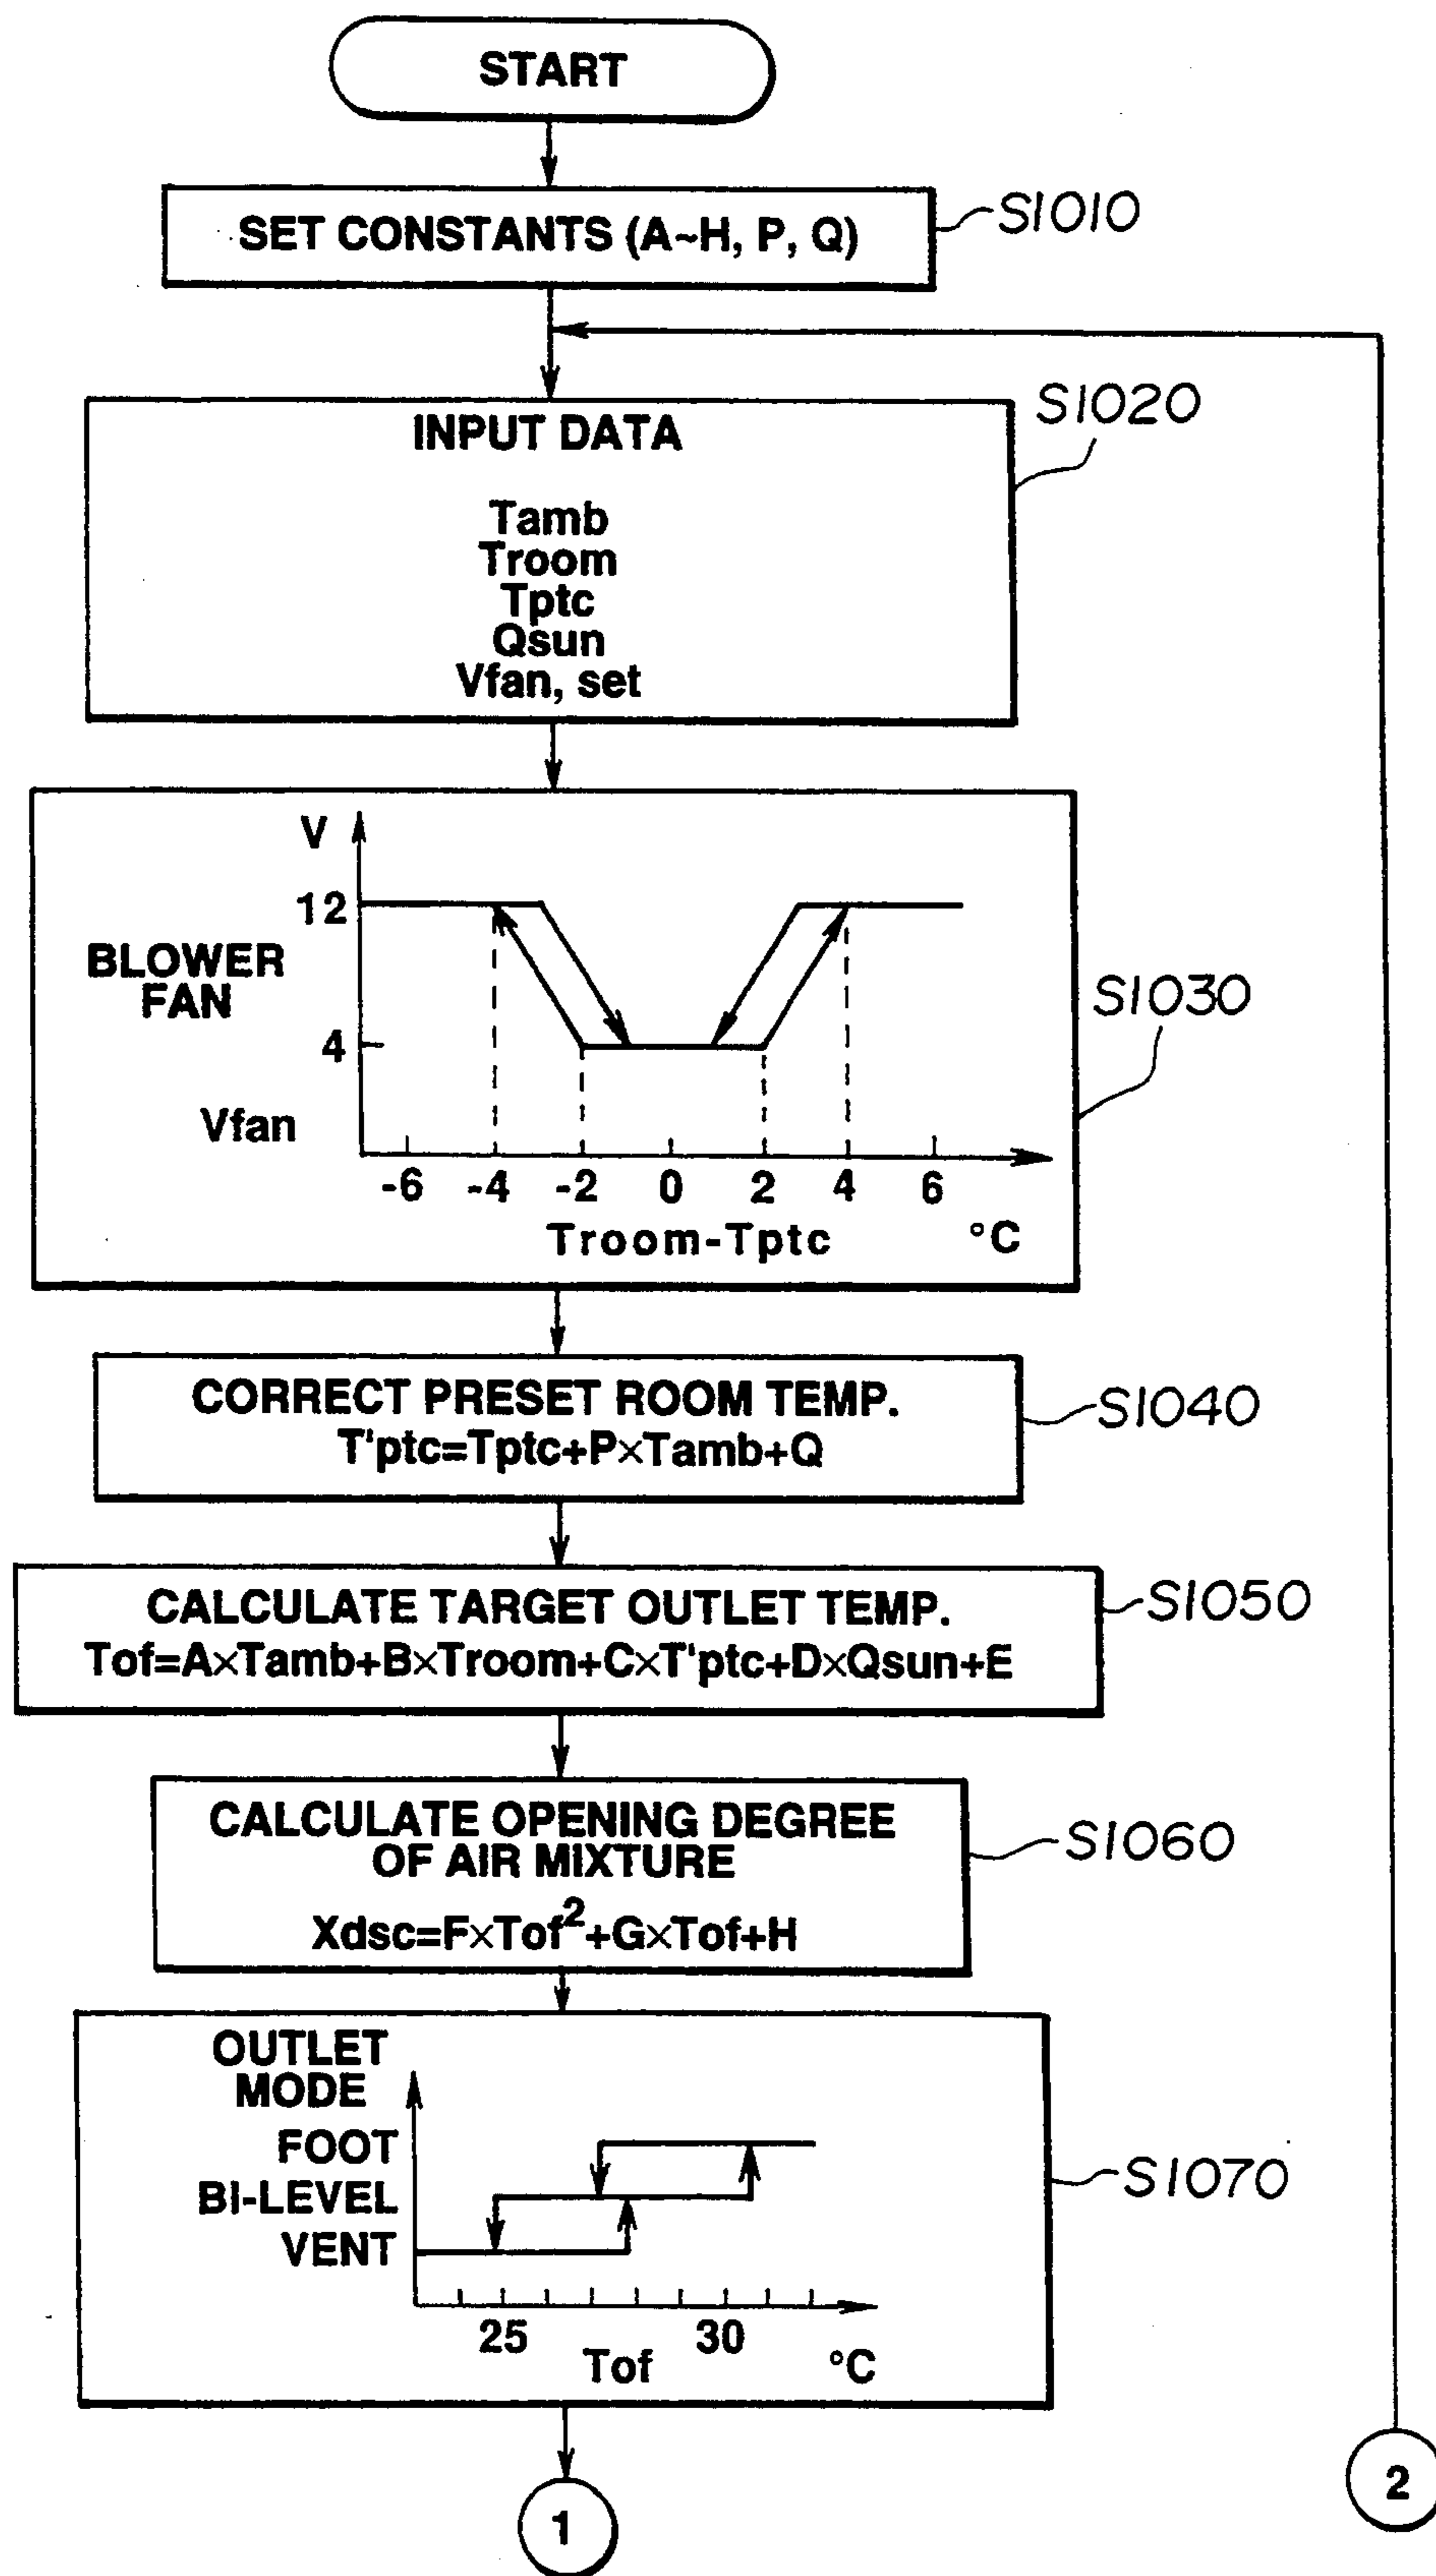 START
SET CONSTANTS (A~H, P, Q)
S1010
S1020
INPUT DATA
Tamb
Troom
Tptc
Qsun
Vfan, set
V
12
BLOWER
FAN
S1030
4
Vfan
-6 -4 -2 0 2 4 6
Troom-Tptc °C
CORRECT PRESET ROOM TEMP.
T'ptc=Tptc+P×Tamb+Q
S1040
CALCULATE TARGET OUTLET TEMP.
Tof=A×Tamb+B×Troom+C×T'ptc+D×Qsun+E
S1050
CALCULATE OPENING DEGREE
OF AIR MIXTURE
Xdsc=F×Tof²+G×Tof+H
S1060
OUTLET
MODE
FOOT
BI-LEVEL
VENT
S1070
25 30
Tof °C
1
2